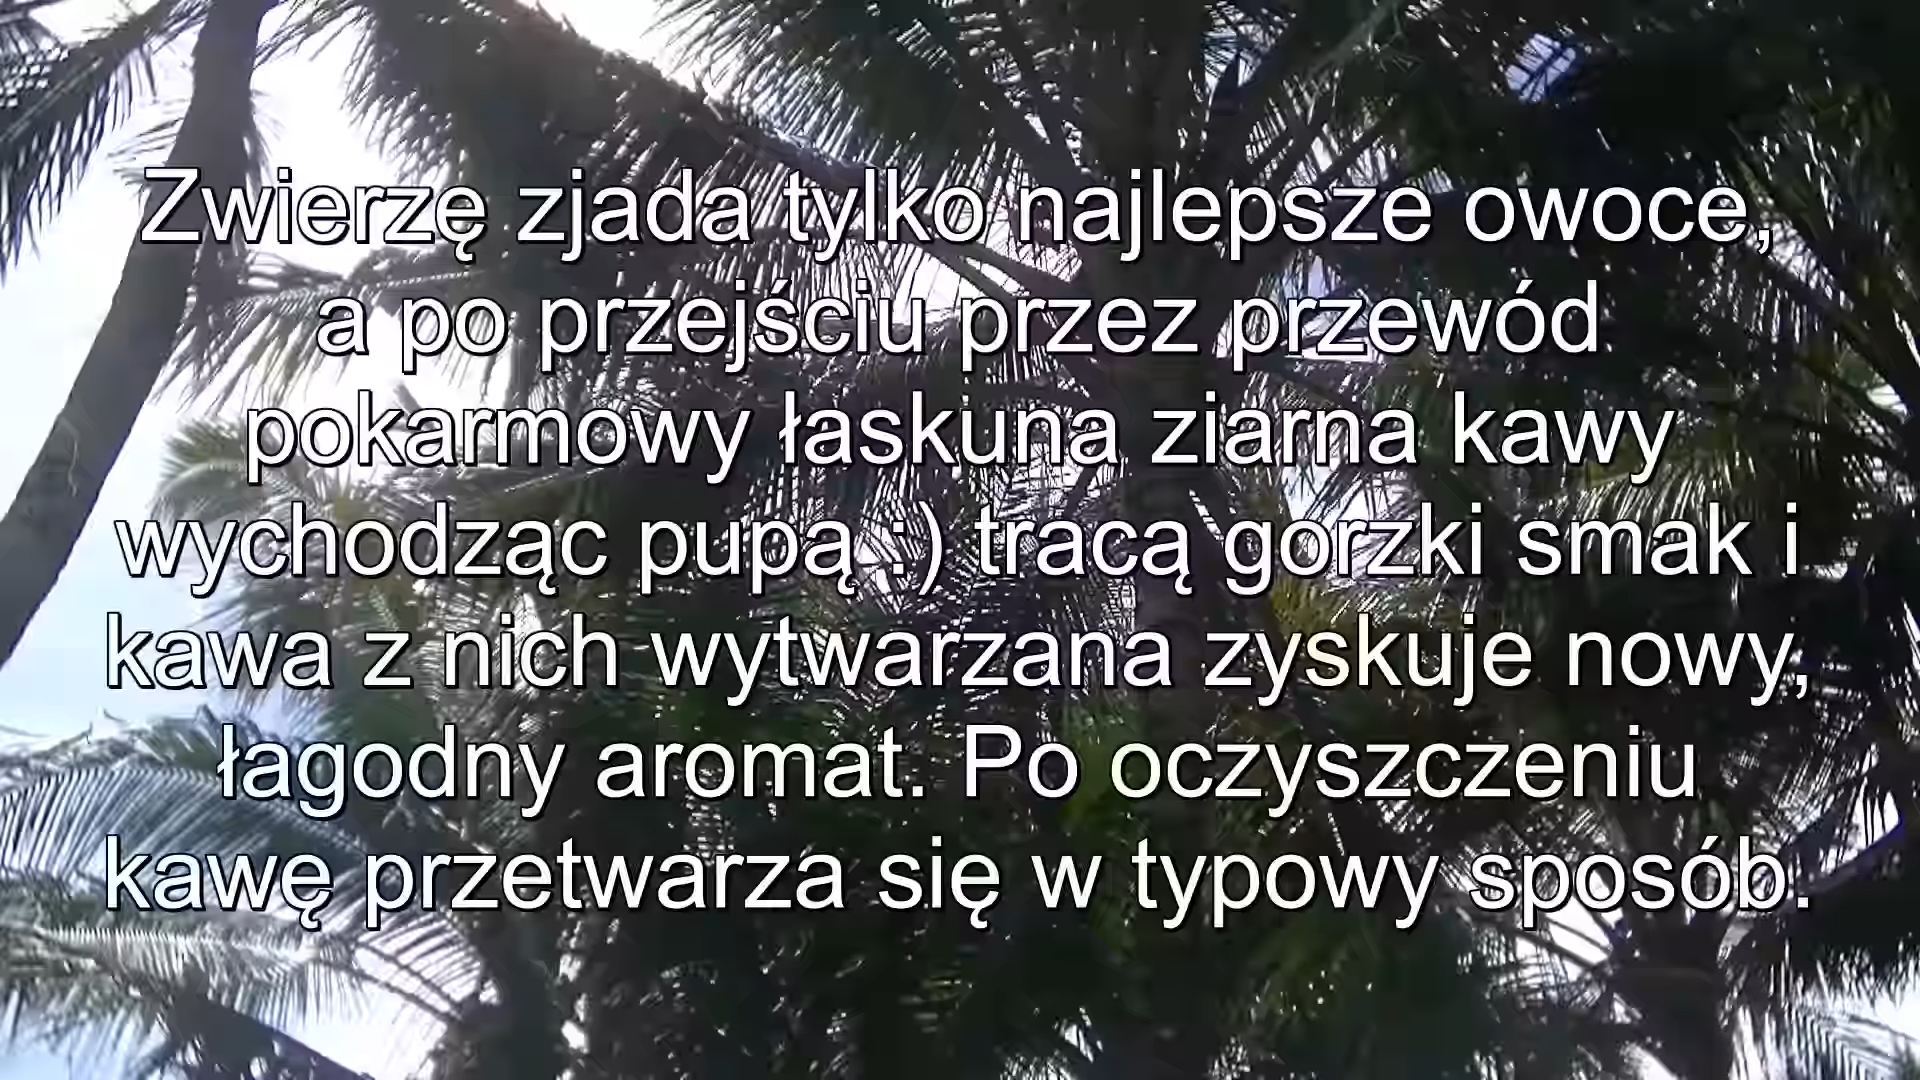 Zwierzę zjada tylko najlepsze owoce,
a po przejściu przez przewód
pokarmowy łaskuna ziarna kawy
wychodząc pupą :) tracą gorzki smak i
kawa z nich wytwarzana zyskuje nowy,
łagodny aromat. Po oczyszczeniu
kawę przetwarza się w typowy sposób.